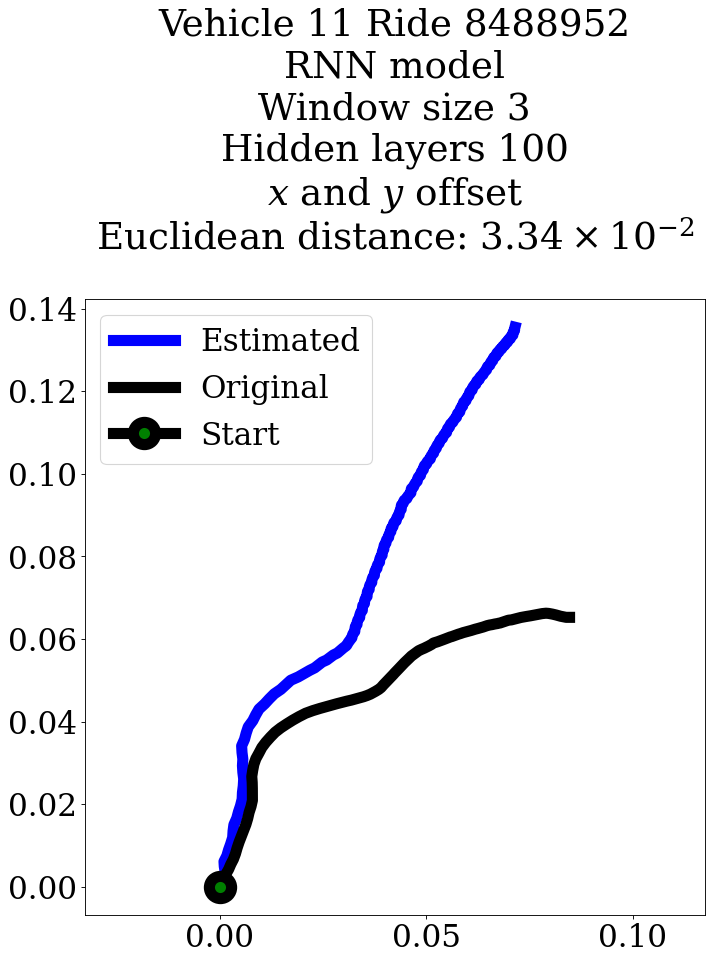 Vehicle 11 Ride 8488952
RNN model
Window size 3
Hidden layers 100
x and y offset
Euclidean distance: 3.34 × 10⁻²
0.14
0.12
0.10
0.08
0.06
0.04
0.02
0.00
Estimated
Original
Start
0.00 0.05 0.10